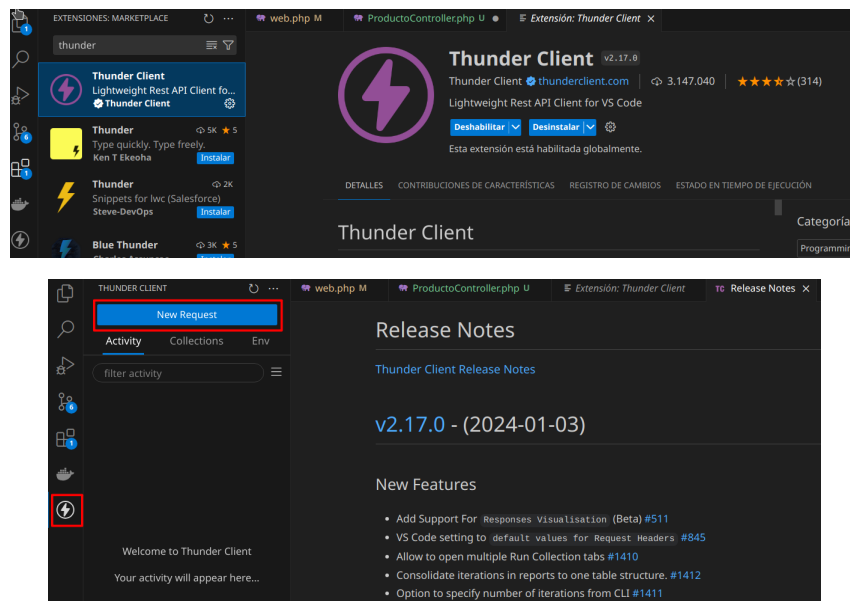 EXTENSIONES: MARKETPLACE
web.php M
ProductoController.php U
Extensión: Thunder Client
thunder
Thunder Client
Lightweight Rest API Client fo...
Thunder Client
Thunder 5K 5
Type quickly. Type freely.
Ken T Ekeoha Instalar
Thunder 2K
Snippets for lwc (Salesforce)
Steve-DevOps Instalar
Blue Thunder 3K 5
Thunder Client v2.17.0
Thunder Client thunderclient.com 3.147.040 (314)
Lightweight Rest API Client for VS Code
Deshabilitar Desinstalar
Esta extensión está habilitada globalmente.
DETALLES CONTRIBUCIONES DE CARACTERÍSTICAS REGISTRO DE CAMBIOS ESTADO EN TIEMPO DE EJECUCIÓN
Thunder Client
Categoría
Programmin
1
6
1
THUNDER CLIENT
web.php M
ProductoController.php U
Extensión: Thunder Client
TC Release Notes
New Request
Activity Collections Env
filter activity
6
1
Welcome to Thunder Client
Your activity will appear here...
Release Notes
Thunder Client Release Notes
v2.17.0 - (2024-01-03)
New Features
• Add Support For Responses Visualisation (Beta) #511
• VS Code setting to default values for Request Headers #845
• Allow to open multiple Run Collection tabs #1410
• Consolidate iterations in reports to one table structure. #1412
• Option to specify number of iterations from CLI #1411